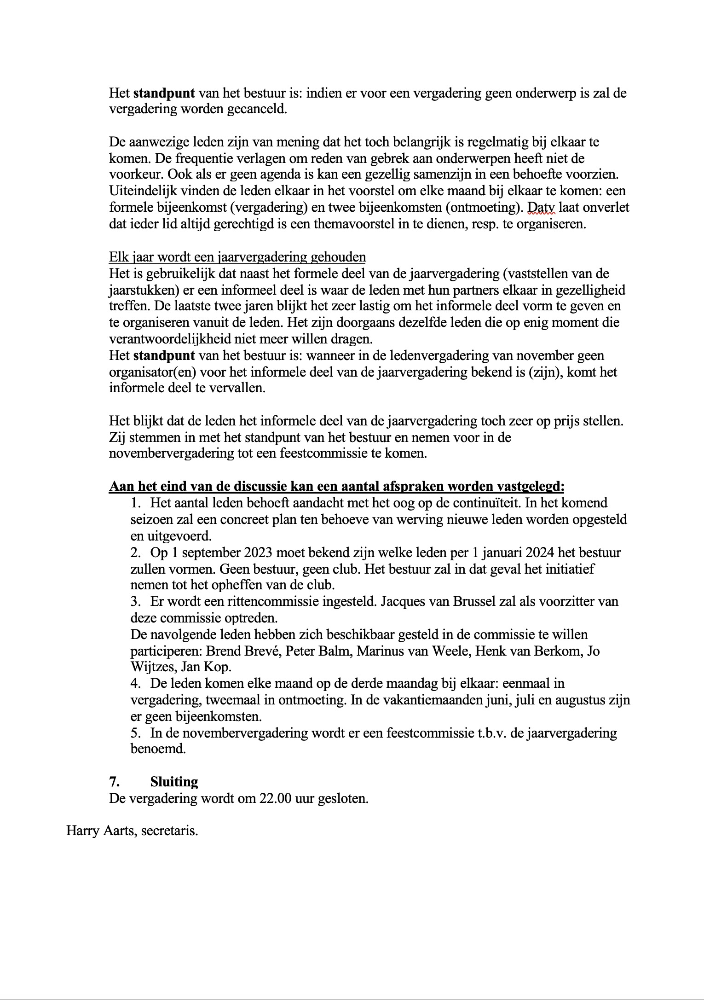 Het standpunt van het bestuur is: indien er voor een vergadering geen onderwerp is zal de
vergadering worden gecanceld.
De aanwezige leden zijn van mening dat het toch belangrijk is regelmatig bij elkaar te
komen. De frequentie verlagen om reden van gebrek aan onderwerpen heeft niet de
voorkeur. Ook als er geen agenda is kan een gezellig samenzijn in een behoefte voorzien.
Uiteindelijk vinden de leden elkaar in het voorstel om elke maand bij elkaar te komen: een
formele bijeenkomst (vergadering) en twee bijeenkomsten (ontmoeting). Datv laat onverlet
dat ieder lid altijd gerechtigd is een themavoorstel in te dienen, resp. te organiseren.
Elk jaar wordt een jaarvergadering gehouden
Het is gebruikelijk dat naast het formele deel van de jaarvergadering (vaststellen van de
jaarstukken) er een informeel deel is waar de leden met hun partners elkaar in gezelligheid
treffen. De laatste twee jaren blijkt het zeer lastig om het informele deel vorm te geven en
te organiseren vanuit de leden. Het zijn doorgaans dezelfde leden die op enig moment die
verantwoordelijkheid niet meer willen dragen.
Het standpunt van het bestuur is: wanneer in de ledenvergadering van november geen
organisator(en) voor het informele deel van de jaarvergadering bekend is (zijn), komt het
informele deel te vervallen.
Het blijkt dat de leden het informele deel van de jaarvergadering toch zeer op prijs stellen.
Zij stemmen in met het standpunt van het bestuur en nemen voor in de
novembervergadering tot een feestcommissie te komen.
Aan het eind van de discussie kan een aantal afspraken worden vastgelegd:
1. Het aantal leden behoeft aandacht met het oog op de continuïteit. In het komend
seizoen zal een concreet plan ten behoeve van werving nieuwe leden worden opgesteld
en uitgevoerd.
2. Op 1 september 2023 moet bekend zijn welke leden per 1 januari 2024 het bestuur
zullen vormen. Geen bestuur, geen club. Het bestuur zal in dat geval het initiatief
nemen tot het opheffen van de club.
3. Er wordt een rittencommissie ingesteld. Jacques van Brussel zal als voorzitter van
deze commissie optreden.
De navolgende leden hebben zich beschikbaar gesteld in de commissie te willen
participeren: Brend Brevé, Peter Balm, Marinus van Weele, Henk van Berkom, Jo
Wijtzes, Jan Kop.
4. De leden komen elke maand op de derde maandag bij elkaar: eenmaal in
vergadering, tweemaal in ontmoeting. In de vakantiemaanden juni, juli en augustus zijn
er geen bijeenkomsten.
5. In de novembervergadering wordt er een feestcommissie t.b.v. de jaarvergadering
benoemd.
7. Sluiting
De vergadering wordt om 22.00 uur gesloten.
Harry Aarts, secretaris.